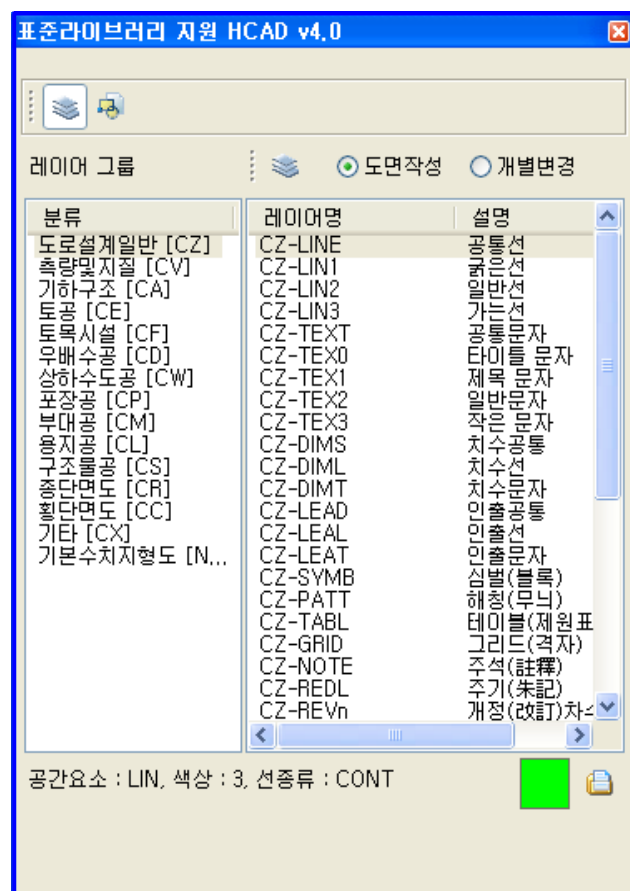 표준라이브러리 지원 HCAD v4.0
레이어 그룹
도면작성
개별변경
분류
도로설계일반 [CZ]
측량및지질 [CV]
기하구조 [CA]
토공 [CE]
토목시설 [CF]
우배수공 [CD]
상하수도공 [CW]
포장공 [CP]
부대공 [CM]
용지공 [CL]
구조물공 [CS]
종단면도 [CR]
횡단면도 [CC]
기타 [CX]
기본수치지형도 [N...
레이어명 설명
CZ-LINE 공통선
CZ-LIN1 굵은선
CZ-LIN2 일반선
CZ-LIN3 가는선
CZ-TEXT 공통문자
CZ-TEX0 타이틀 문자
CZ-TEX1 제목 문자
CZ-TEX2 일반문자
CZ-TEX3 작은 문자
CZ-DIMS 치수공통
CZ-DIML 치수선
CZ-DIMT 치수문자
CZ-LEAD 인출공통
CZ-LEAL 인출선
CZ-LEAT 인출문자
CZ-SYMB 심벌(블록)
CZ-PATT 해칭(무늬)
CZ-TABL 테이블(제원표
CZ-GRID 그리드(격자)
CZ-NOTE 주석(註釋)
CZ-REDL 주기(朱記)
CZ-REVn 개정(改訂)차
공간요소 : LIN, 색상 : 3, 선종류 : CONT